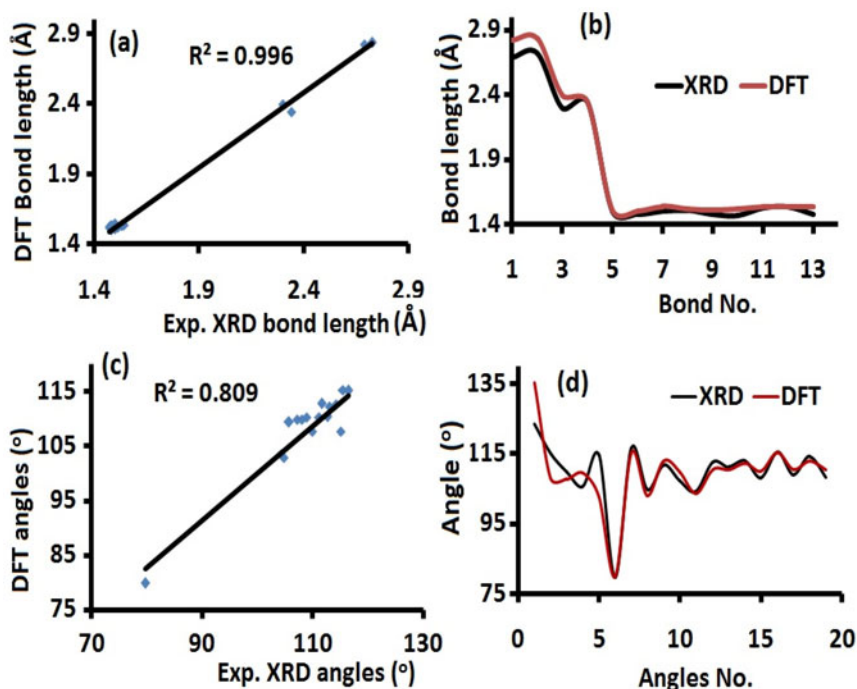 (a)
R² = 0.996
DFT Bond length (Å)
2.9
2.4
1.9
1.4
1.4 1.9 2.4 2.9
Exp. XRD bond length (Å)
(b)
XRD DFT
Bond length (Å)
2.9
2.4
1.9
1.4
1 3 5 7 9 11 13
Bond No.
(c)
R² = 0.809
DFT angles (°)
115
105
95
85
75
70 90 110 130
Exp. XRD angles (°)
(d)
XRD DFT
Angle (°)
135
115
95
75
0 5 10 15 20
Angles No.